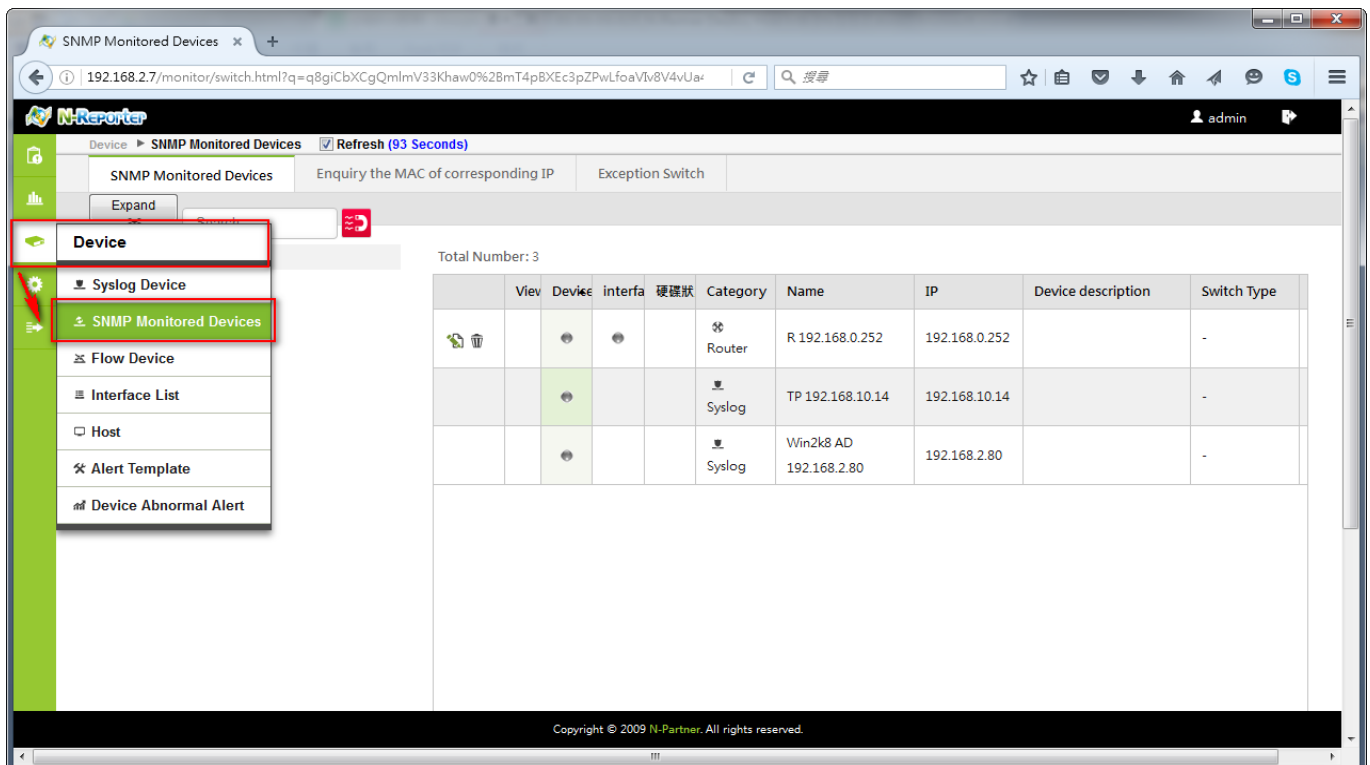 SNMP Monitored Devices × +
192.168.2.7/monitor/switch.html?q=q8giCbXCgQmlmV33Khaw0%2BmT4pBXEc3pZPwLfoaVIv8V4vUa 搜尋
N-Reporter admin
Device ▶ SNMP Monitored Devices Refresh (93 Seconds)
SNMP Monitored Devices Enquiry the MAC of corresponding IP Exception Switch
Expand
Search
Device
Syslog Device
SNMP Monitored Devices
Flow Device
Interface List
Host
Alert Template
Device Abnormal Alert
Total Number: 3
View Device interfa 硬碟狀 Category Name IP Device description Switch Type
Router R 192.168.0.252 192.168.0.252 -
Syslog TP 192.168.10.14 192.168.10.14 -
Syslog Win2k8 AD 192.168.2.80 -
192.168.2.80
Copyright © 2009 N-Partner. All rights reserved.